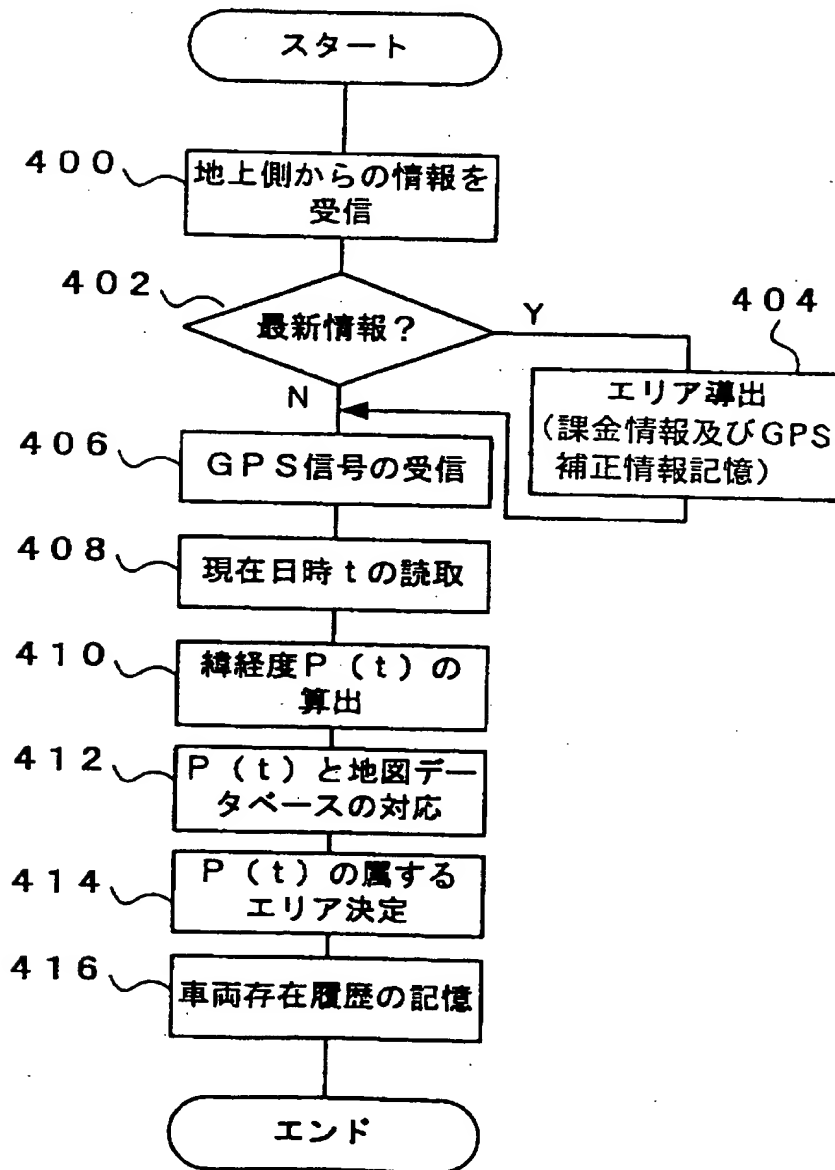 スタート
400
地上側からの情報を
受信
402
最新情報?
Y
404
N
エリア導出
(課金情報及びGPS
補正情報記憶)
406
GPS信号の受信
408
現在日時tの読取
410
緯経度P(t)の
算出
412
P(t)と地図デー
タベースの対応
414
P(t)の属する
エリア決定
416
車両存在履歴の記憶
エンド